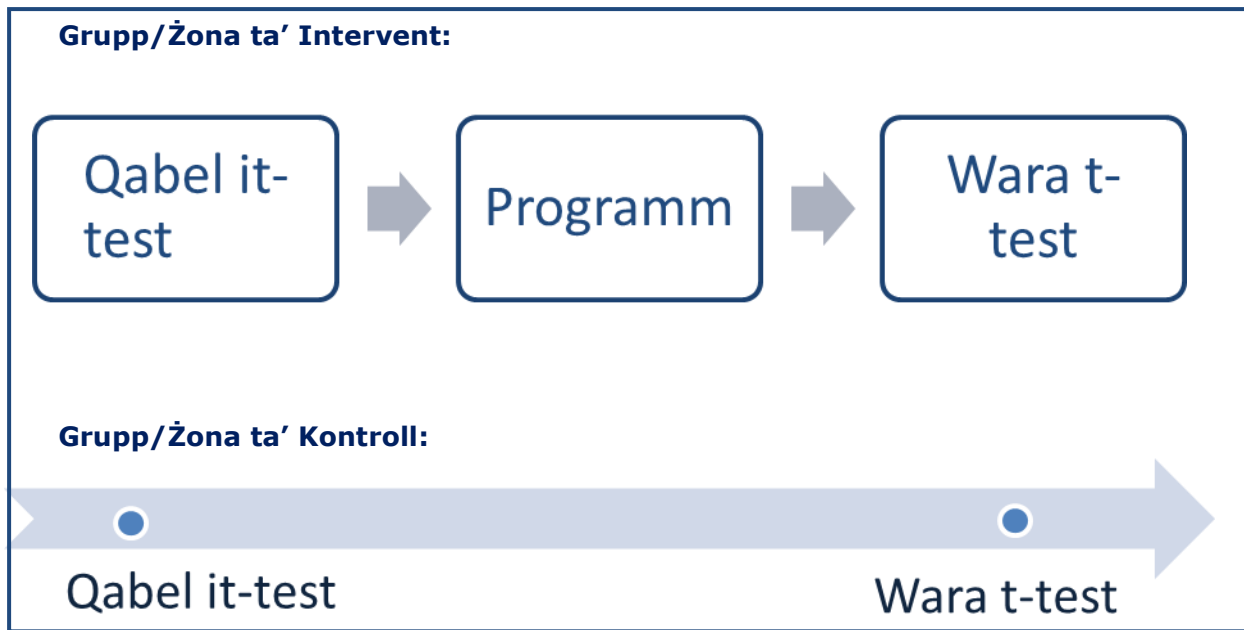 Grupp/Żona ta’ Intervent:
Qabel it-
test
Programm
Wara t-
test
Grupp/Żona ta’ Kontroll:
Qabel it-test
Wara t-test